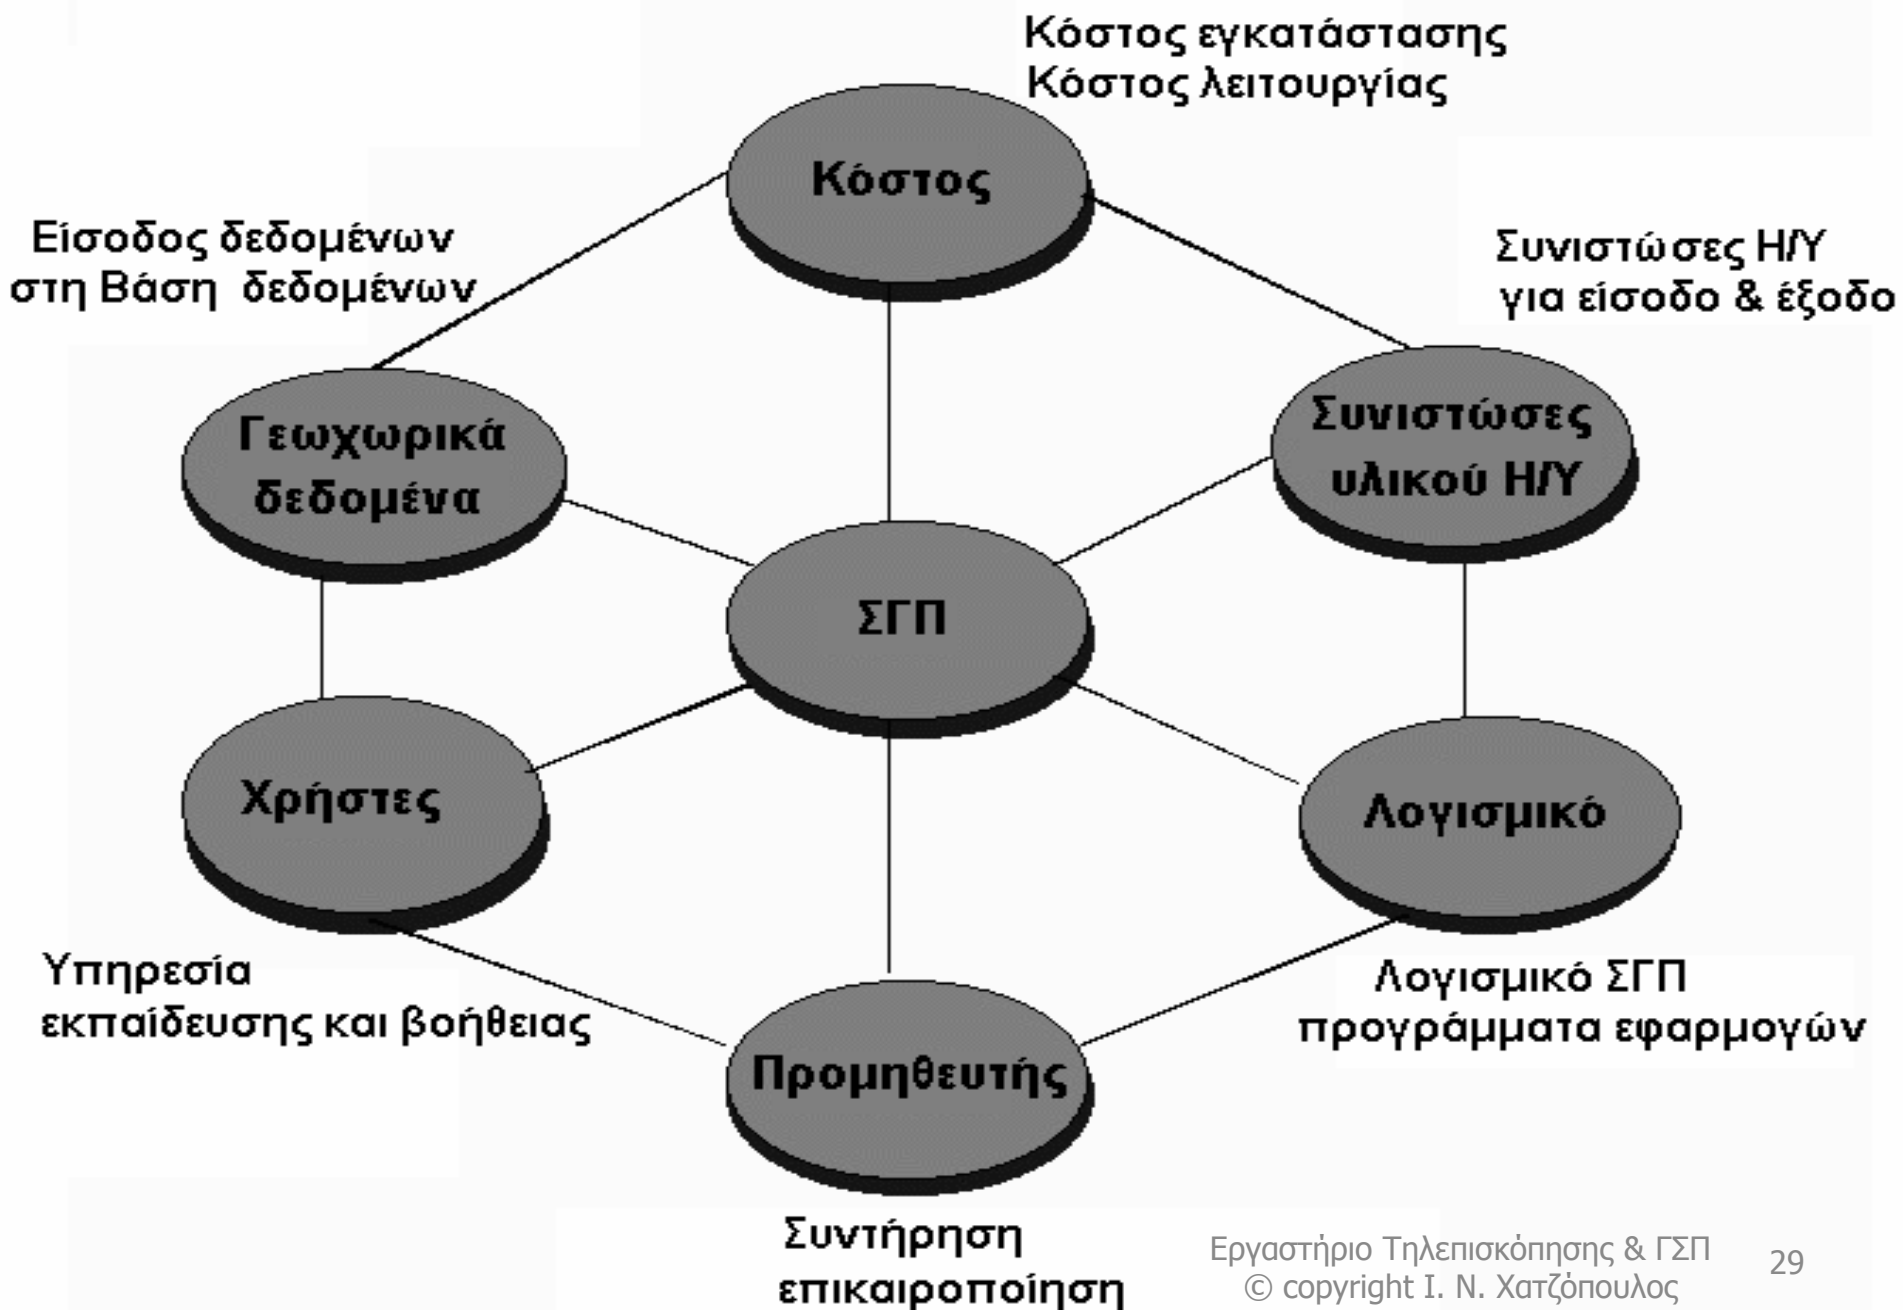 Κόστος εγκατάστασης
Κόστος λειτουργίας
Κόστος
Είσοδος δεδομένων
στη Βάση δεδομένων
Συνιστώσες Η/Υ
για είσοδο & έξοδο
Γεωχωρικά
δεδομένα
Συνιστώσες
υλικού Η/Υ
ΣΓΠ
Χρήστες
Λογισμικό
Υπηρεσία
εκπαίδευσης και βοήθειας
Λογισμικό ΣΓΠ
προγράμματα εφαρμογών
Προμηθευτής
Συντήρηση
επικαιροποίηση
Εργαστήριο Τηλεπισκόπησης & ΓΣΠ
© copyright Ι. Ν. Χατζόπουλος
29